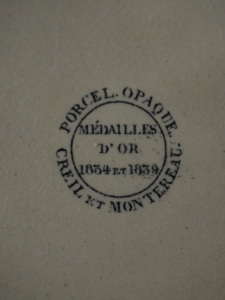 PORCEL. OPAQUE.
MÉDAILLES
D'OR
1834 ET 1839
CREIL ET MONTEREAU.